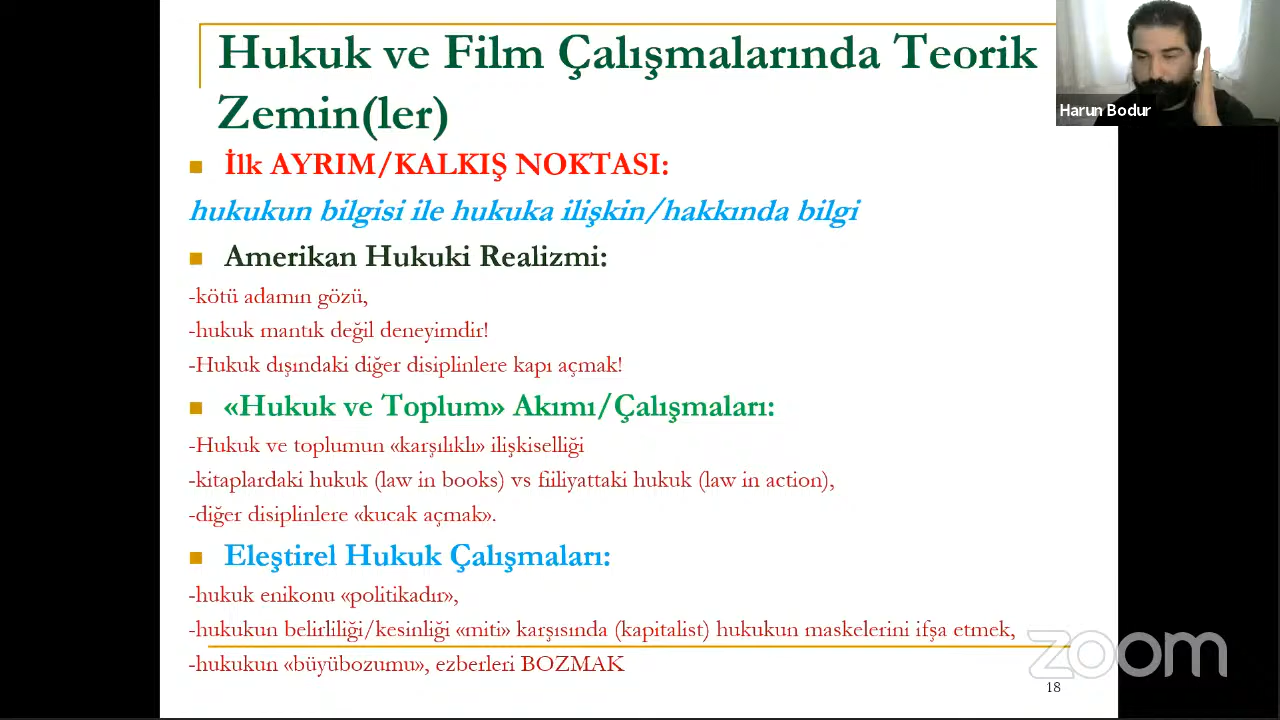 Hukuk ve Film Çalışmalarında Teorik
Zemin(ler)
Harun Bodur
İlk AYRIM/KALKIŞ NOKTASI:
hukukun bilgisi ile hukuka ilişkin/hakkında bilgi
Amerikan Hukuki Realizmi:
-kötü adamın gözü,
-hukuk mantık değil deneyimdir!
-Hukuk dışındaki diğer disiplinlere kapı açmak!
«Hukuk ve Toplum» Akımı/Çalışmaları:
-Hukuk ve toplumun «karşılıklı» ilişkiselliği
-kitaplardaki hukuk (law in books) vs fiiliyattaki hukuk (law in action),
-diğer disiplinlere «kucak açmak».
Eleştirel Hukuk Çalışmaları:
-hukuk enikonu «politikadır»,
-hukukun belirliliği/kesinliği «miti» karşısında (kapitalist) hukukun maskelerini ifşa etmek,
-hukukun «büyübozumu», ezberleri BOZMAK
zoom
18